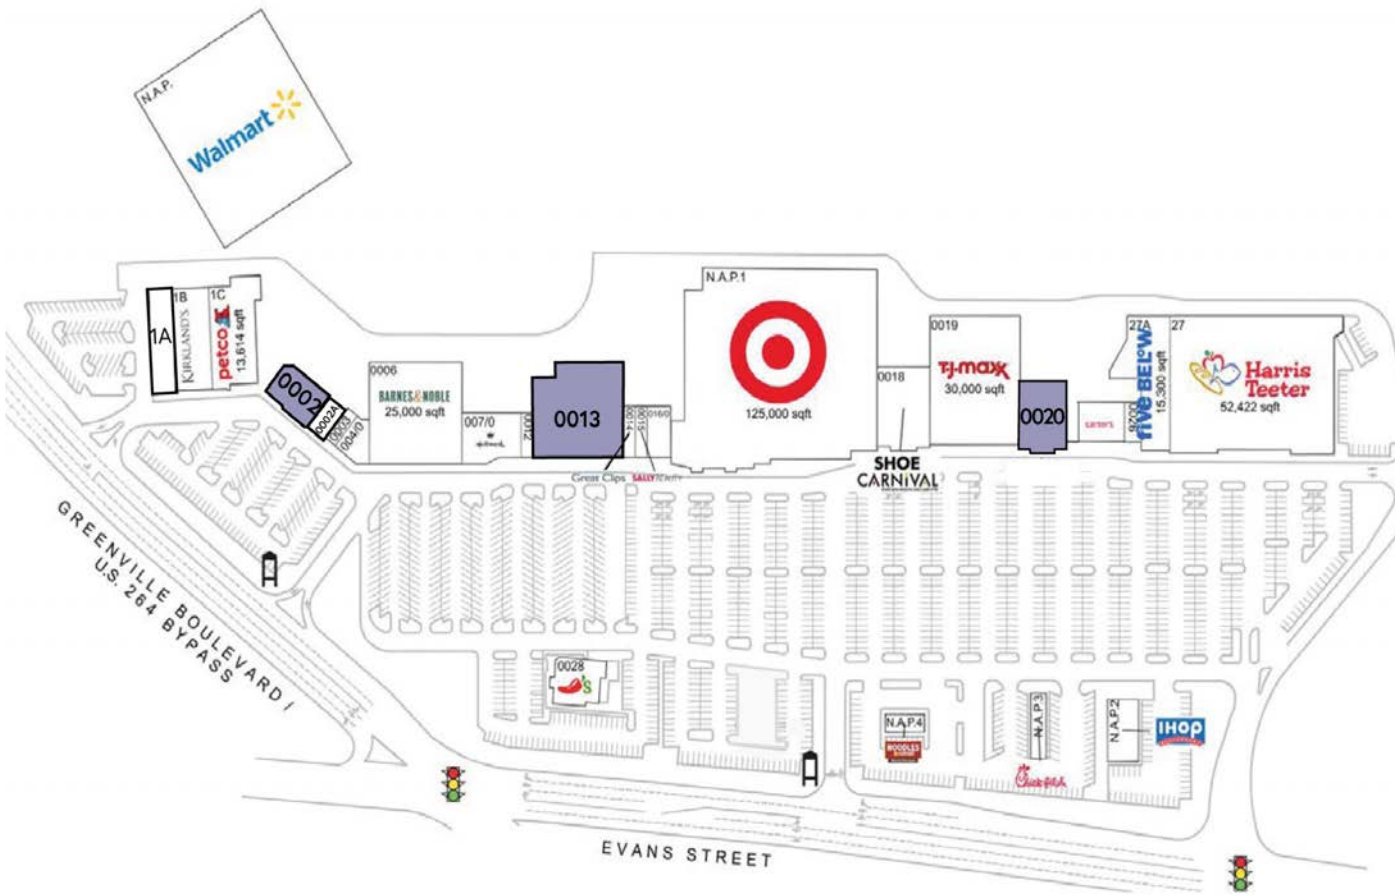 N.A.P.
Walmart
1A
1B
KIRKLAND'S
1C
petco
13,614 sqft
0002
0002A
0003
004/0
0006
BARNES & NOBLE
25,000 sqft
007/0
0012
0013
0014
0015
016/0
Great Clips
SALLY BEAUTY
N.A.P.1
125,000 sqft
0018
SHOE
CARNIVAL
0019
T.J.maxx
30,000 sqft
0020
carter's
0026
27A
five BEL°W
15,300 sqft
27
Harris
Teeter
52,422 sqft
GREENVILLE BOULEVARD /
U.S. 264 BYPASS
0028
'S
N.A.P.4
NOODLES
N.A.P.3
Chick-fil-A
N.A.P.2
IHOP
EVANS STREET